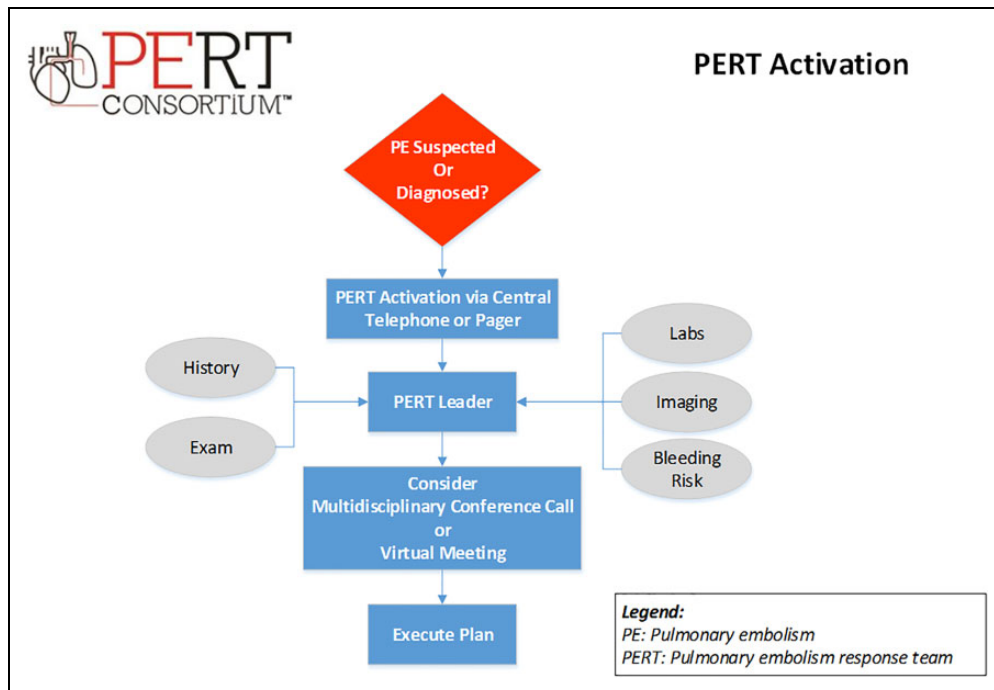 PERT
CONSORTIUM™
PERT Activation
PE Suspected
Or
Diagnosed?
PERT Activation via Central
Telephone or Pager
History
Exam
PERT Leader
Labs
Imaging
Bleeding
Risk
Consider
Multidisciplinary Conference Call
or
Virtual Meeting
Execute Plan
Legend:
PE: Pulmonary embolism
PERT: Pulmonary embolism response team